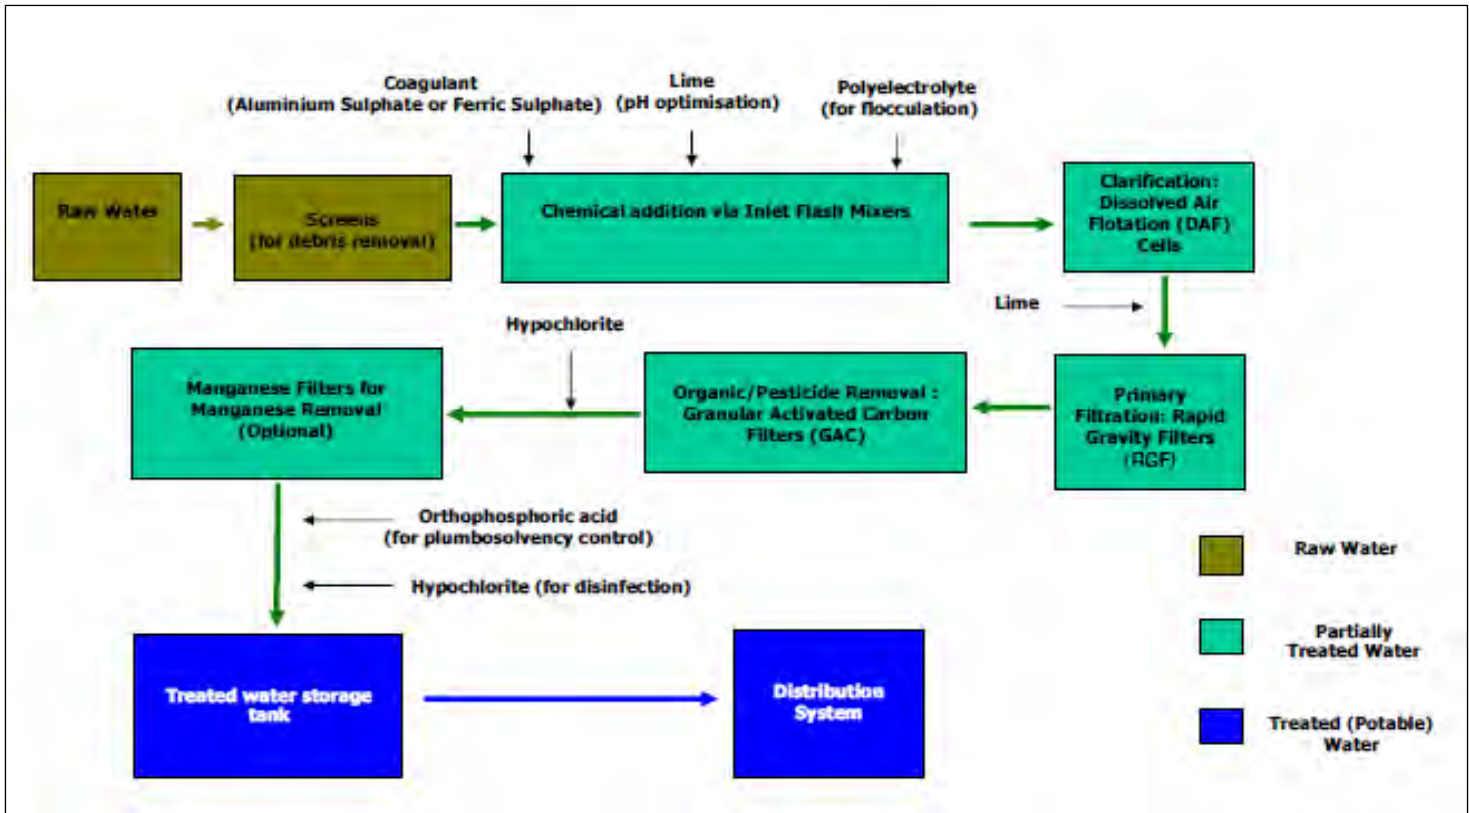 Coagulant
(Aluminium Sulphate or Ferric Sulphate)
Lime
(pH optimisation)
Polyelectrolyte
(for flocculation)
Raw Water
Screens
(for debris removal)
Chemical addition via Inlet Flash Mixers
Clarification:
Dissolved Air
Flotation (DAF)
Cells
Lime
Hypochlorite
Manganese Filters for
Manganese Removal
(Optional)
Organic/Pesticide Removal :
Granular Activated Carbon
Filters (GAC)
Primary
Filtration: Rapid
Gravity Filters
(RGF)
Orthophosphoric acid
(for plumbosolvency control)
Hypochlorite (for disinfection)
Treated water storage
tank
Distribution
System
Raw Water
Partially
Treated Water
Treated (Potable)
Water